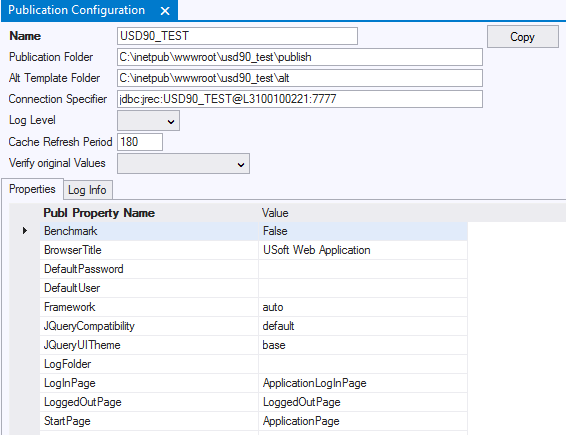 Publication Configuration ✕
Name USD90_TEST Copy
Publication Folder C:\inetpub\wwwroot\usd90_test\publish
Alt Template Folder C:\inetpub\wwwroot\usd90_test\alt
Connection Specifier jdbc:jrec:USD90_TEST@L3100100221:7777
Log Level
Cache Refresh Period 180
Verify original Values
Properties Log Info
Publ Property Name Value
Benchmark False
BrowserTitle USoft Web Application
DefaultPassword
DefaultUser
Framework auto
JQueryCompatibility default
JQueryUITheme base
LogFolder
LogInPage ApplicationLogInPage
LoggedOutPage LoggedOutPage
StartPage ApplicationPage